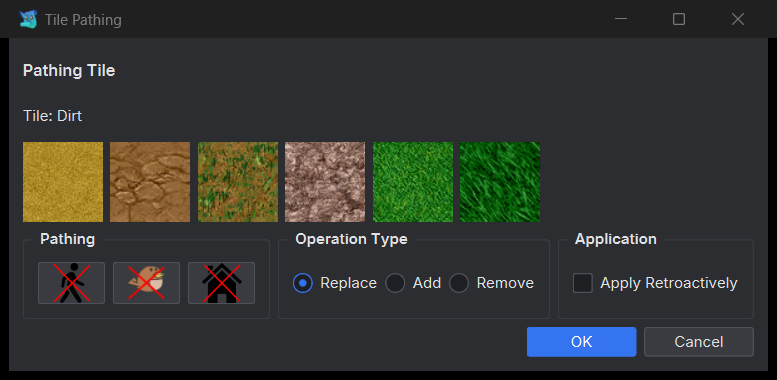 Tile Pathing
Pathing Tile
Tile: Dirt
Pathing
Operation Type
Application
Replace Add Remove
Apply Retroactively
OK Cancel